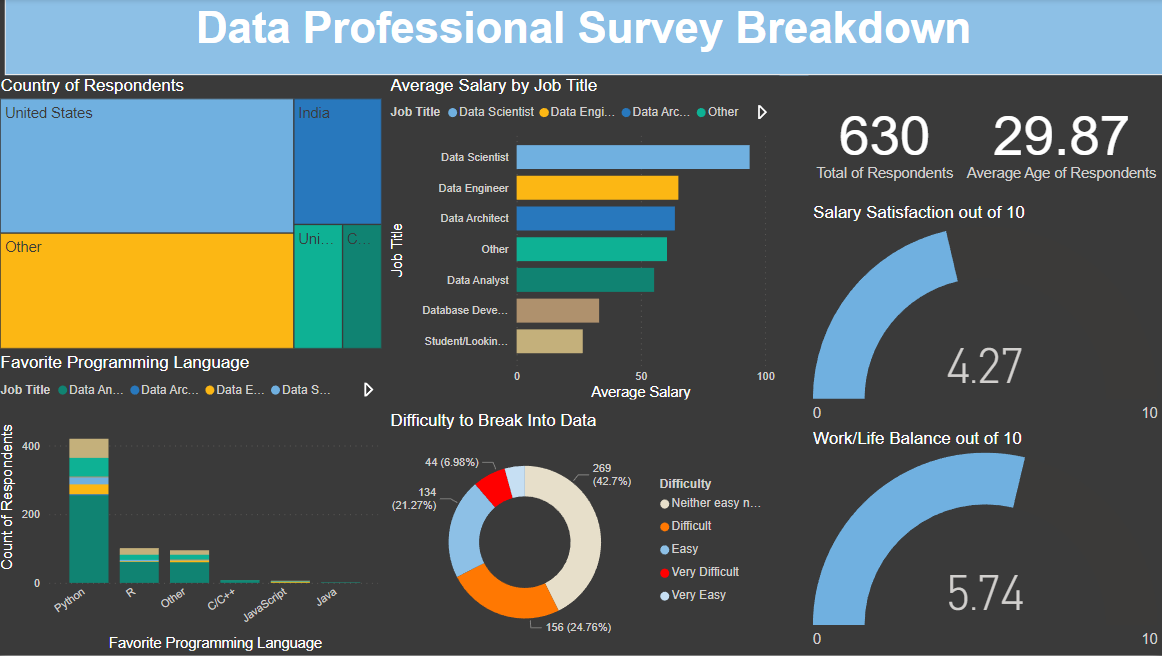 Data Professional Survey Breakdown
Country of Respondents
United States
India
Other
Uni...
C...
Average Salary by Job Title
Job Title Data Scientist Data Engi... Data Arc... Other
Job Title
Data Scientist
Data Engineer
Data Architect
Other
Data Analyst
Database Deve...
Student/Lookin...
0 50 100
Average Salary
630
Total of Respondents
29.87
Average Age of Respondents
Salary Satisfaction out of 10
4.27
0 10
Favorite Programming Language
Job Title Data An... Data Arc... Data E... Data S...
Count of Respondents
400
200
0
Python R Other C/C++ JavaScript Java
Favorite Programming Language
Difficulty to Break Into Data
44 (6.98%)
269
(42.7%)
134
(21.27%)
156 (24.76%)
Difficulty
Neither easy n...
Difficult
Easy
Very Difficult
Very Easy
Work/Life Balance out of 10
5.74
0 10